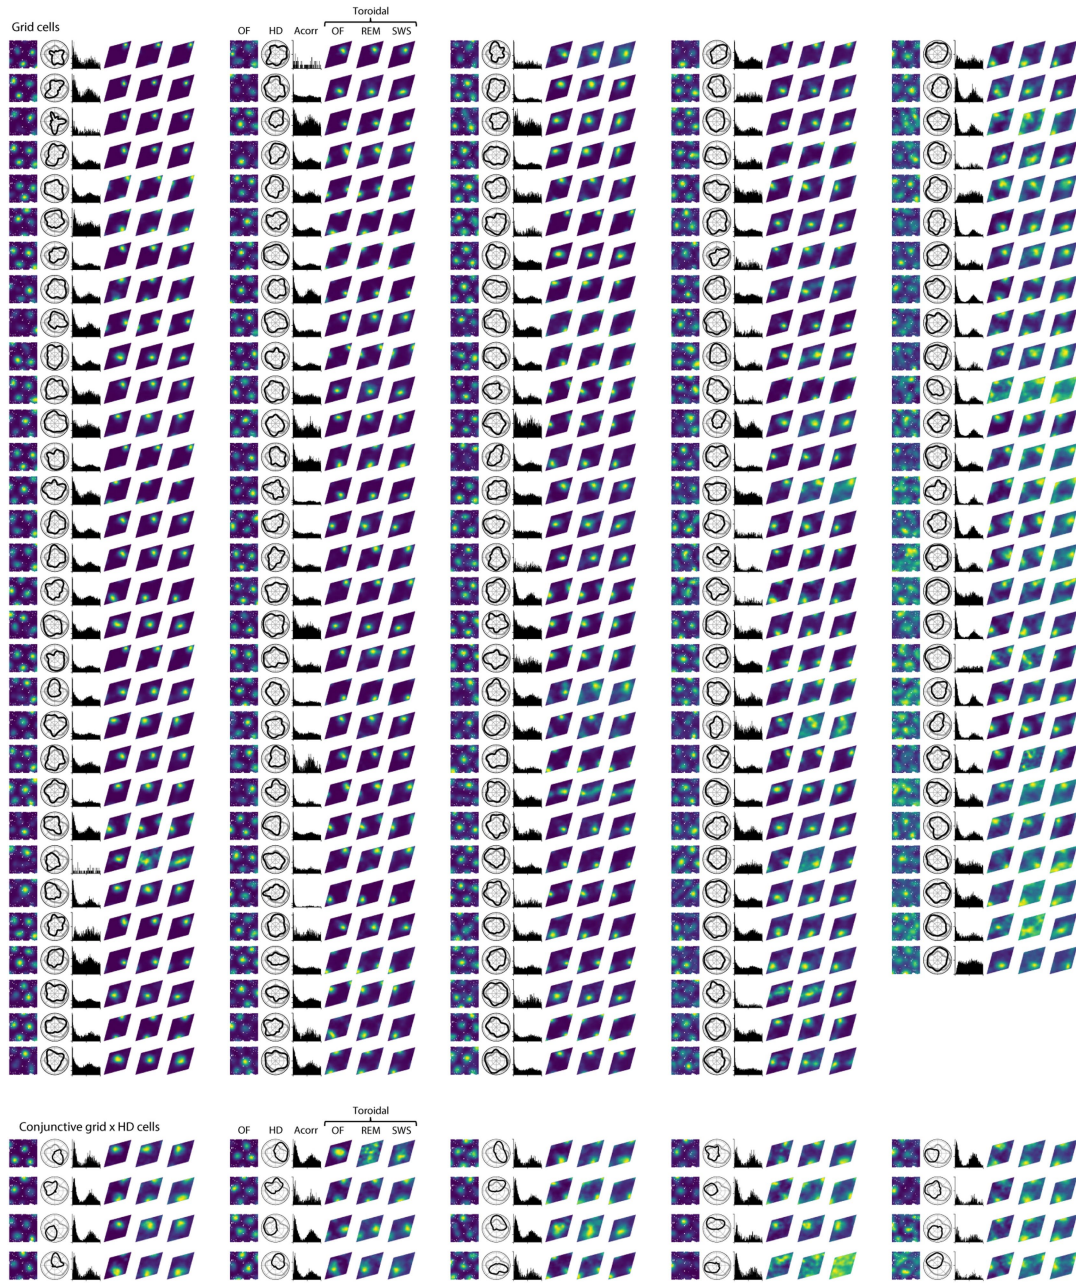 Toroidal
Grid cells
OF HD Acorr OF REM SWS
Toroidal
Conjunctive grid x HD cells
OF HD Acorr OF REM SWS